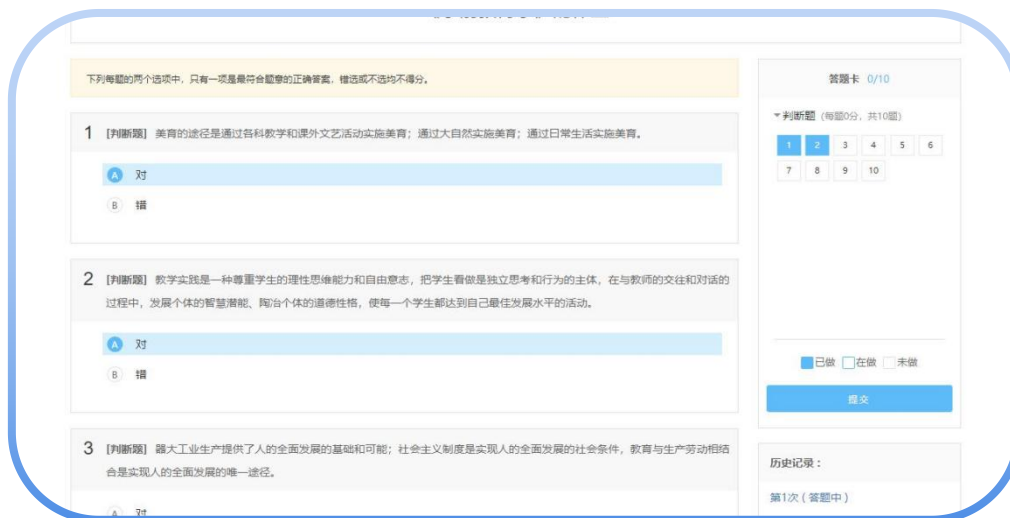 下列每题的两个选项中，只有一项是最符合题意的正确答案，错选或不选均不得分。
答题卡 0/10
1 [判断题] 美育的途径是通过各科教学和课外文艺活动实施美育；通过大自然实施美育；通过日常生活实施美育。
A 对
B 错
2 [判断题] 教学实践是一种尊重学生的理性思维能力和自由意志，把学生看做是独立思考和行为的主体，在与教师的交往和对话的
过程中，发展个体的智慧潜能、陶冶个体的道德性格，使每一个学生都达到自己最佳发展水平的活动。
A 对
B 错
3 [判断题] 器大工业生产提供了人的全面发展的基础和可能；社会主义制度是实现人的全面发展的社会条件，教育与生产劳动相结
合是实现人的全面发展的唯一途径。
A 对
判断题 (每题0分，共10题)
1 2 3 4 5 6
7 8 9 10
已做 在做 未做
提交
历史记录：
第1次 ( 答题中 )